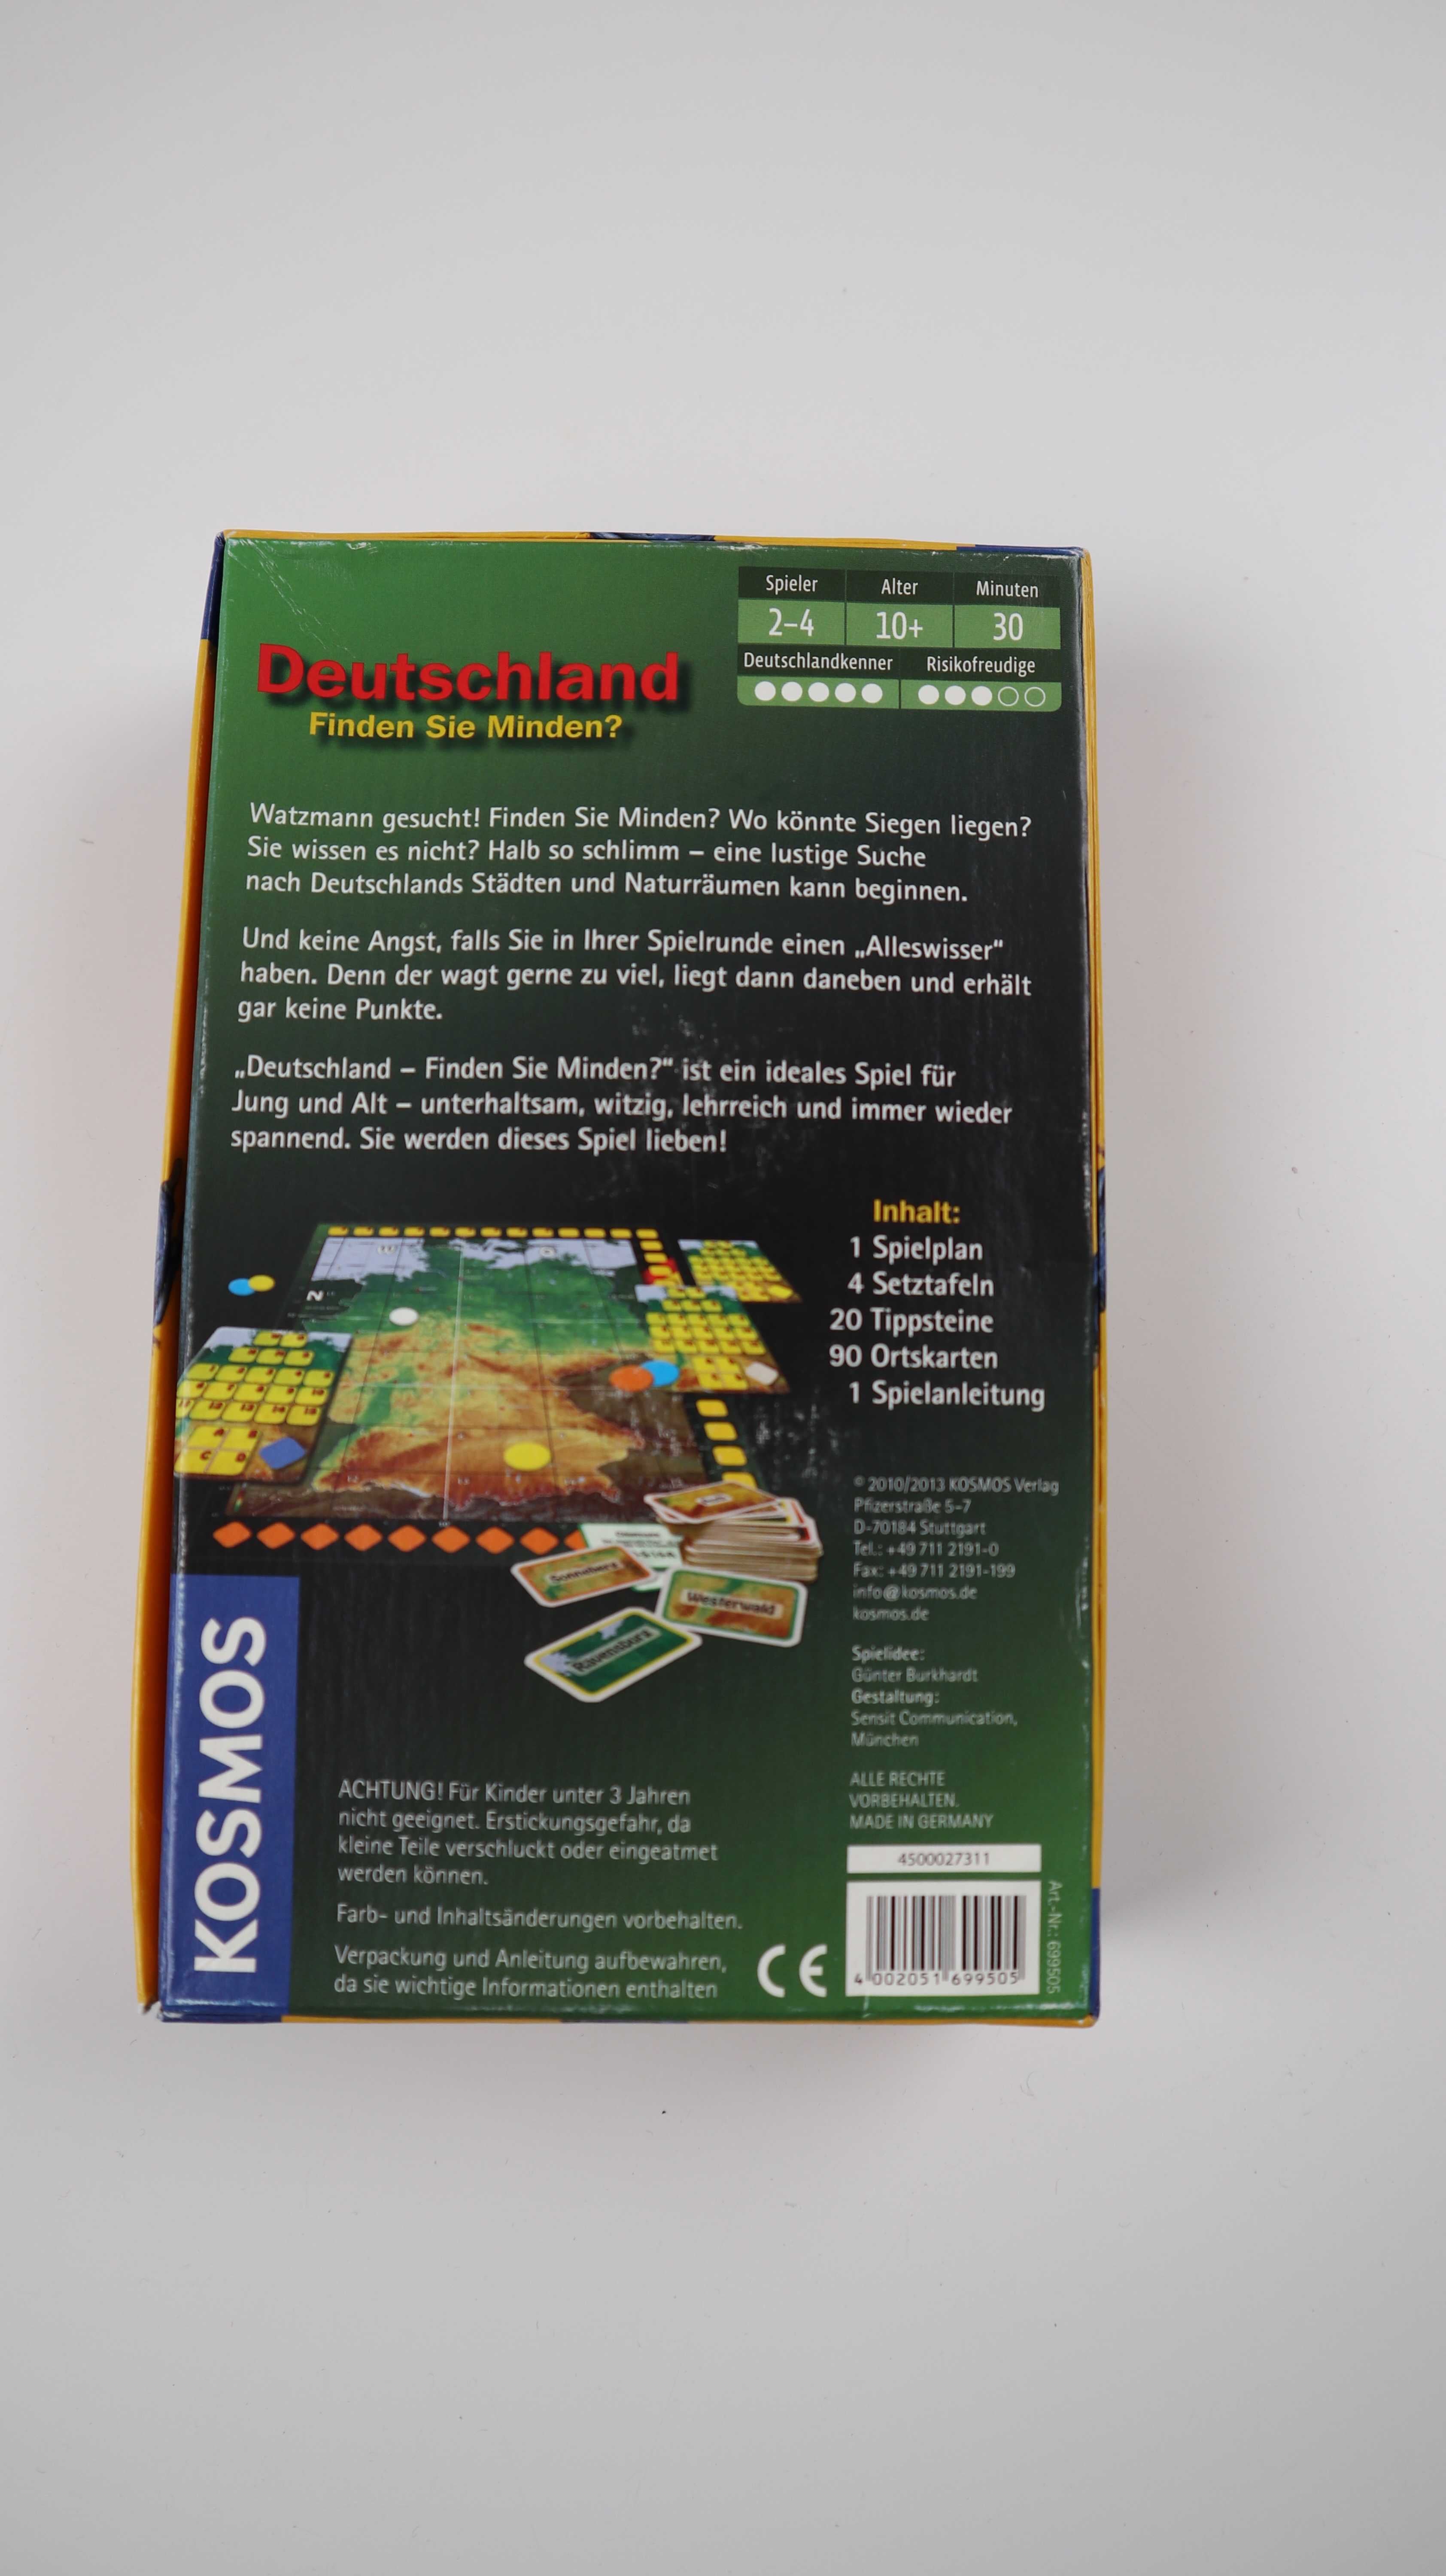 Spieler Alter Minuten
2–4 10+ 30
Deutschlandkenner Risikofreudige
Deutschland
Finden Sie Minden?
Watzmann gesucht! Finden Sie Minden? Wo könnte Siegen liegen?
Sie wissen es nicht? Halb so schlimm – eine lustige Suche
nach Deutschlands Städten und Naturräumen kann beginnen.
Und keine Angst, falls Sie in Ihrer Spielrunde einen „Alleswisser“
haben. Denn der wagt gerne zu viel, liegt dann daneben und erhält
gar keine Punkte.
„Deutschland – Finden Sie Minden?“ ist ein ideales Spiel für
Jung und Alt – unterhaltsam, witzig, lehrreich und immer wieder
spannend. Sie werden dieses Spiel lieben!
Inhalt:
1 Spielplan
4 Setztafeln
20 Tippsteine
90 Ortskarten
1 Spielanleitung
N
Sonneberg
Westerwald
Ravensburg
© 2010/2013 KOSMOS Verlag
Pfizerstraße 5-7
D-70184 Stuttgart
Tel.: +49 711 2191-0
Fax: +49 711 2191-199
info@kosmos.de
kosmos.de
Spielidee:
Günter Burkhardt
Gestaltung:
Sensit Communication,
München
ALLE RECHTE
VORBEHALTEN.
MADE IN GERMANY
4500027311
4 002051 699505
Art.-Nr.: 699505
KOSMOS
ACHTUNG! Für Kinder unter 3 Jahren
nicht geeignet. Erstickungsgefahr, da
kleine Teile verschluckt oder eingeatmet
werden können.
Farb- und Inhaltsänderungen vorbehalten.
Verpackung und Anleitung aufbewahren,
da sie wichtige Informationen enthalten
CE